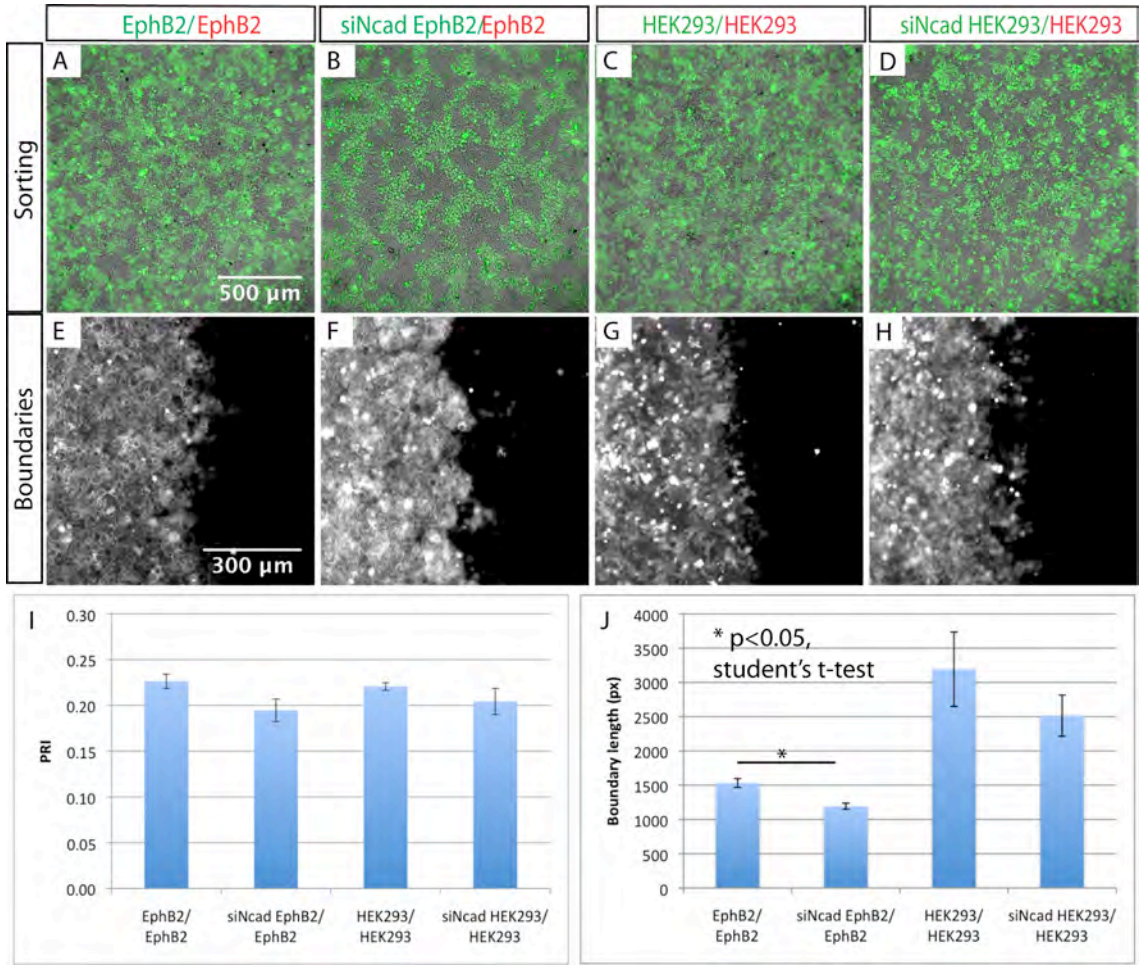 EphB2/EphB2
siNcad EphB2/EphB2
HEK293/HEK293
siNcad HEK293/HEK293
Sorting
A
B
C
D
500 µm
Boundaries
E
F
G
H
300 µm
I
0.30
0.25
0.20
0.15
0.10
0.05
0.00
PRI
EphB2/
EphB2
siNcad EphB2/
EphB2
HEK293/
HEK293
siNcad HEK293/
HEK293
J
* p<0.05,
student's t-test
*
4000
3500
3000
2500
2000
1500
1000
500
0
Boundary length (px)
EphB2/
EphB2
siNcad EphB2/
EphB2
HEK293/
HEK293
siNcad HEK293/
HEK293